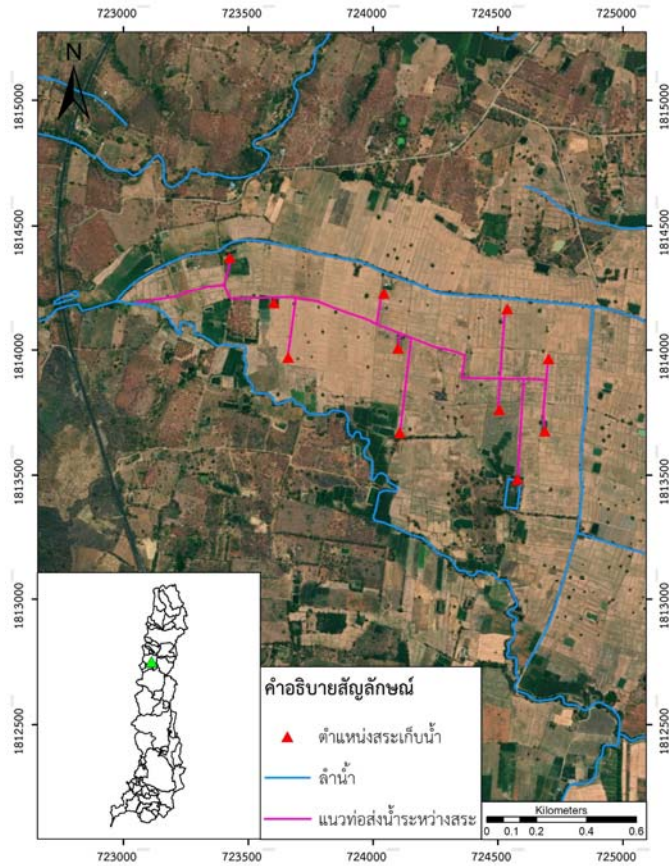 723000 723500 724000 724500 725000
N
1815000 1815000
1814500 1814500
1814000 1814000
1813500 1813500
1813000 1813000
1812500 1812500
คำอธิบายสัญลักษณ์
ตำแหน่งสระเก็บน้ำ
ลำน้ำ
แนวท่อส่งน้ำระหว่างสระ
Kilometers
0 0.1 0.2 0.4 0.6
723000 723500 724000 724500 725000